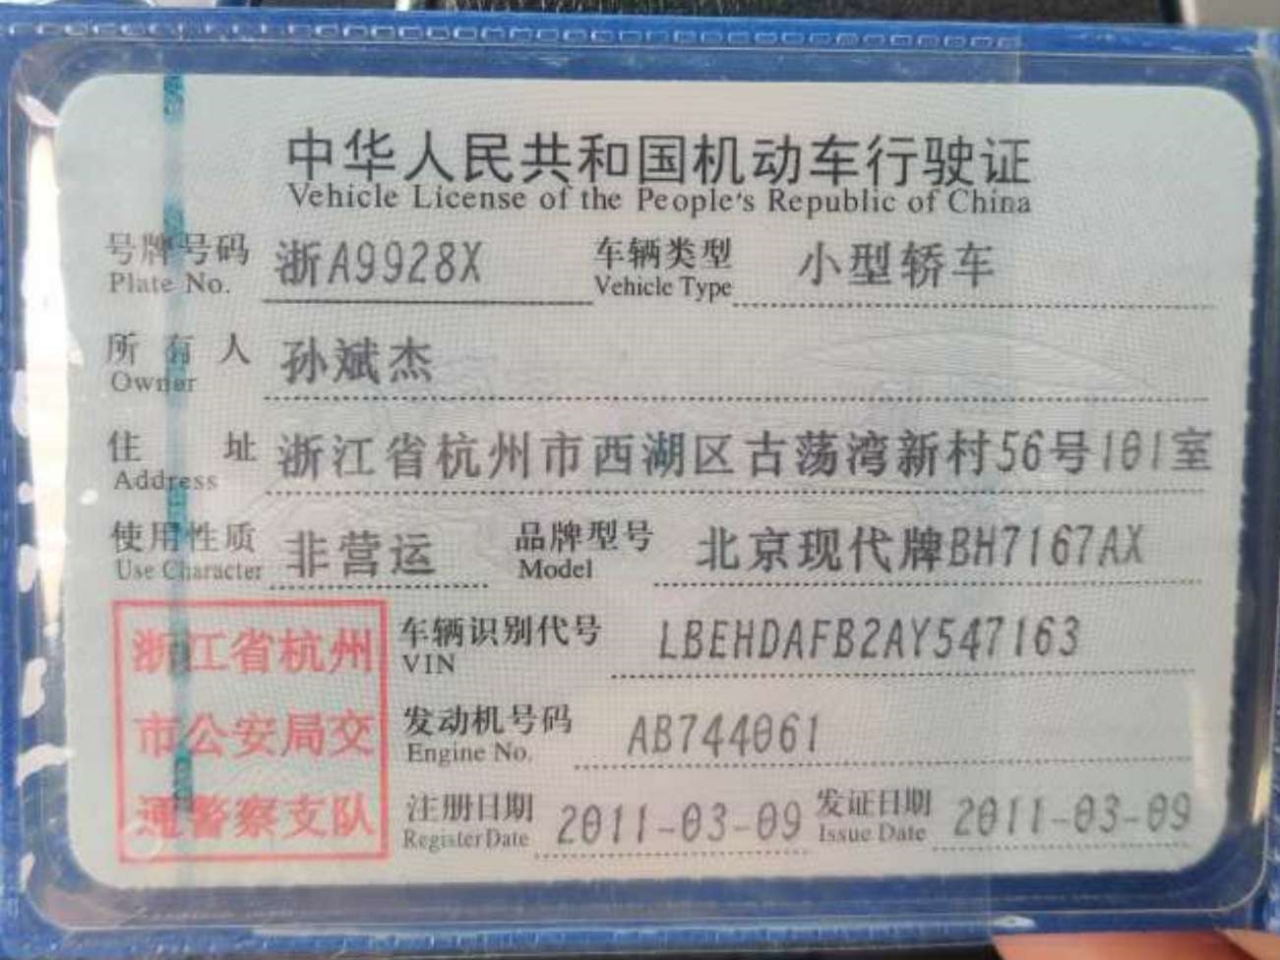 中华人民共和国机动车行驶证
Vehicle License of the People's Republic of China
号牌号码 浙A9928X 车辆类型 小型轿车
Plate No. Vehicle Type
所有人 孙斌杰
Owner
住址 浙江省杭州市西湖区古荡湾新村56号101室
Address
使用性质 非营运 品牌型号 北京现代牌BH7167AX
Use Character Model
浙江省杭州
市公安局交
通警察支队
车辆识别代号 LBEHDAFB2AY547163
VIN
发动机号码 AB744061
Engine No.
注册日期 2011-03-09 发证日期 2011-03-09
Register Date Issue Date